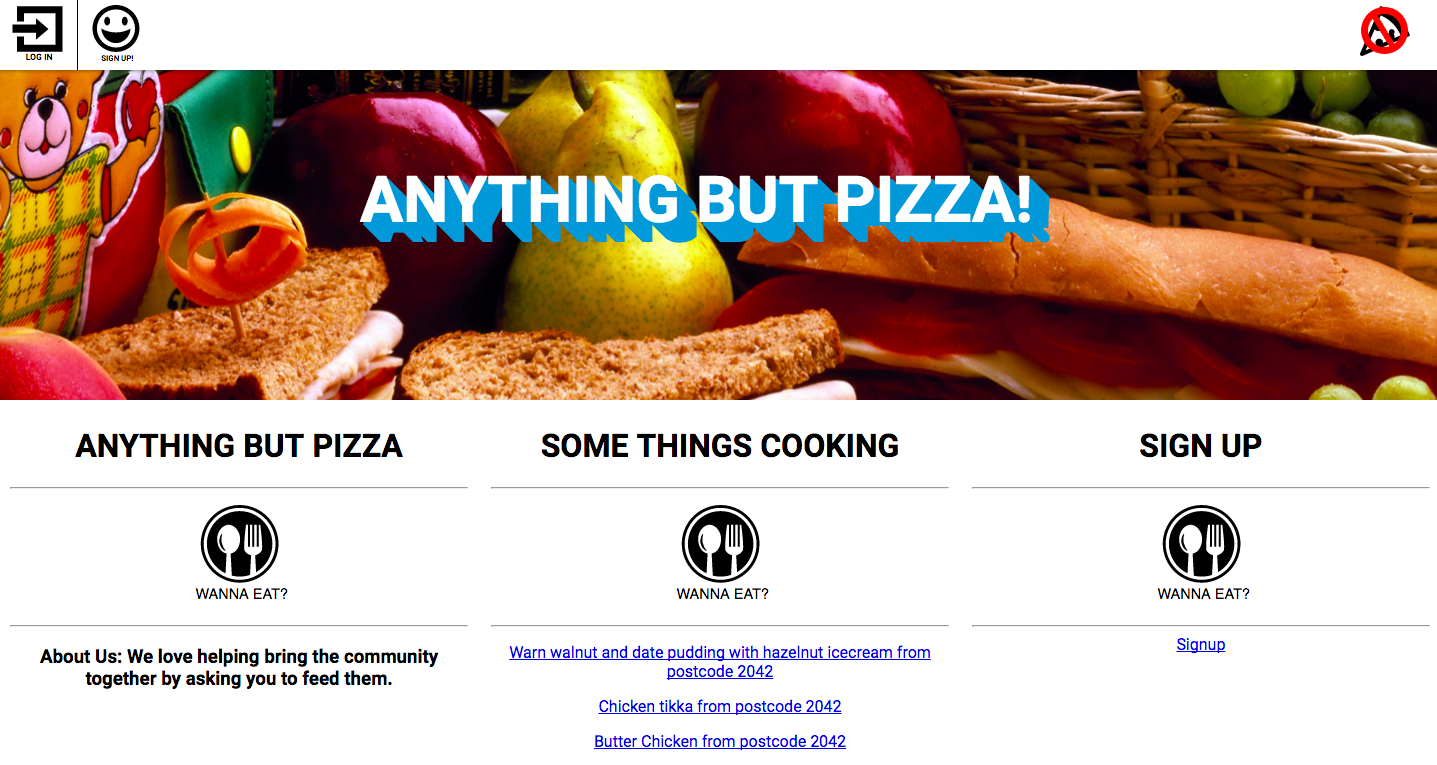 LOG IN
SIGN UP!
ANYTHING BUT PIZZA!
ANYTHING BUT PIZZA
WANNA EAT?
About Us: We love helping bring the community
together by asking you to feed them.
SOME THINGS COOKING
WANNA EAT?
Warn walnut and date pudding with hazelnut icecream from
postcode 2042
Chicken tikka from postcode 2042
Butter Chicken from postcode 2042
SIGN UP
WANNA EAT?
Signup